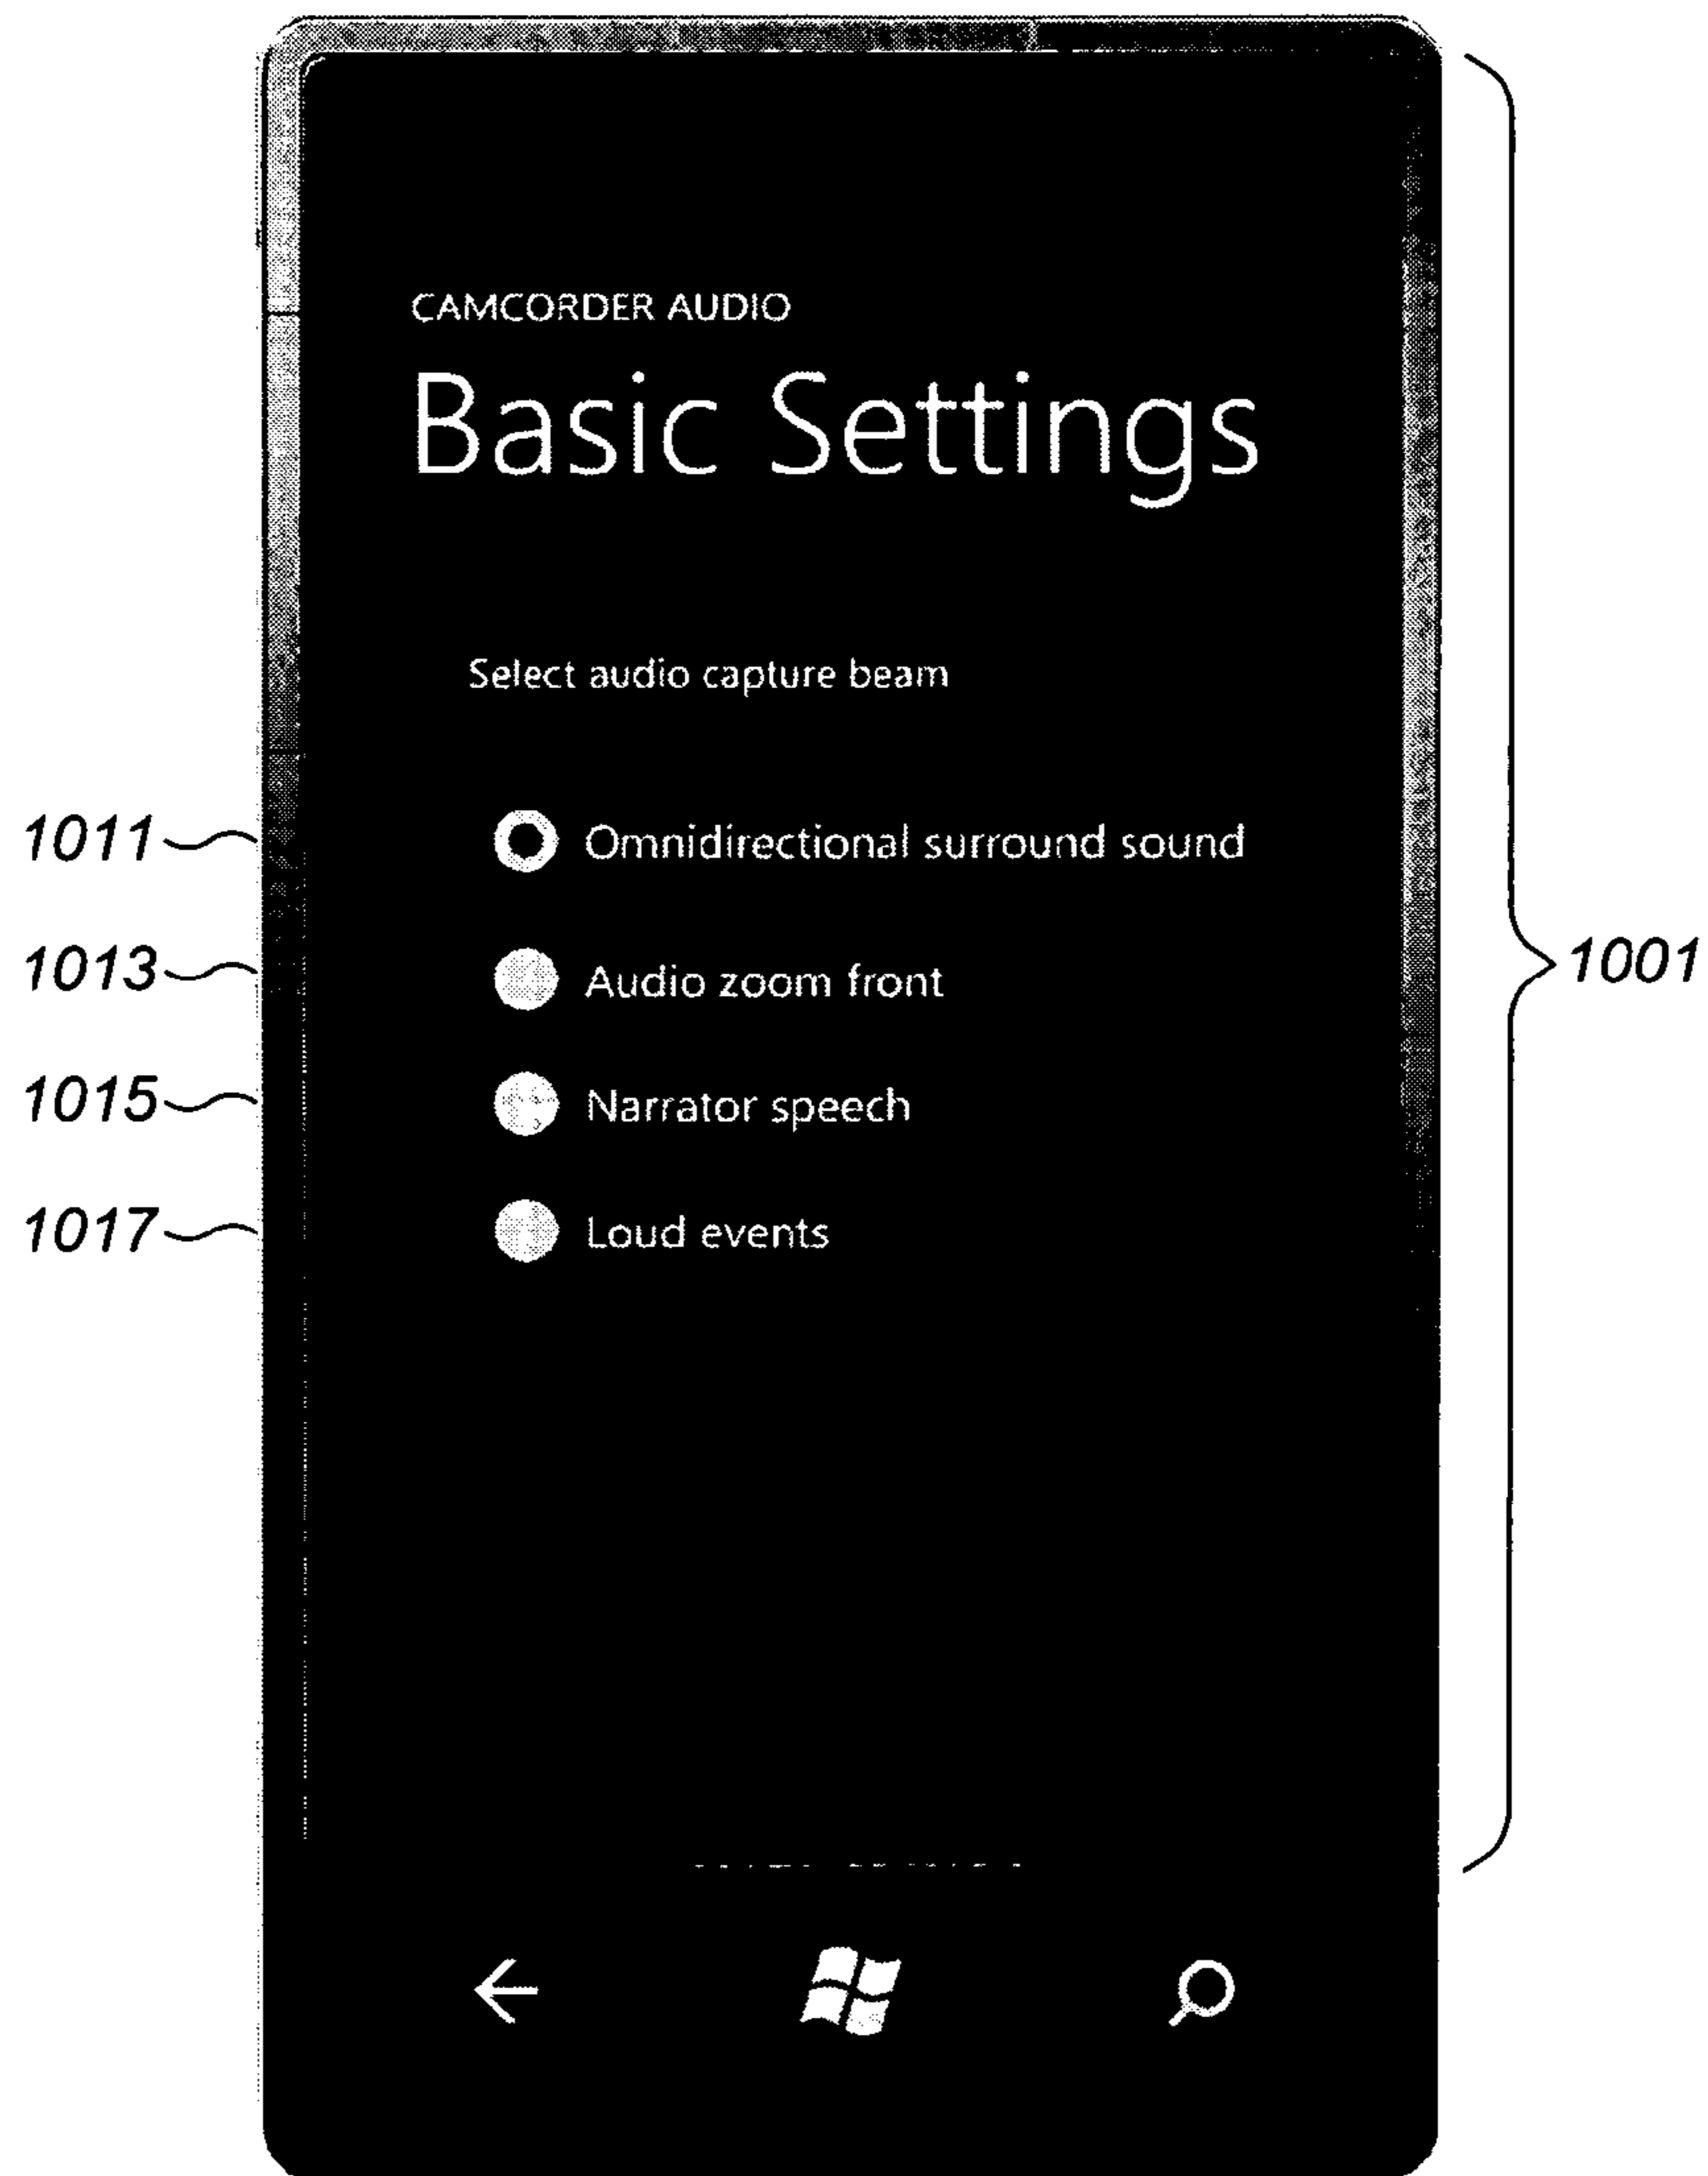 CAMCORDER AUDIO
Basic Settings
Select audio capture beam
1011 Omnidirectional surround sound
1013 Audio zoom front
1001
1015 Narrator speech
1017 Loud events